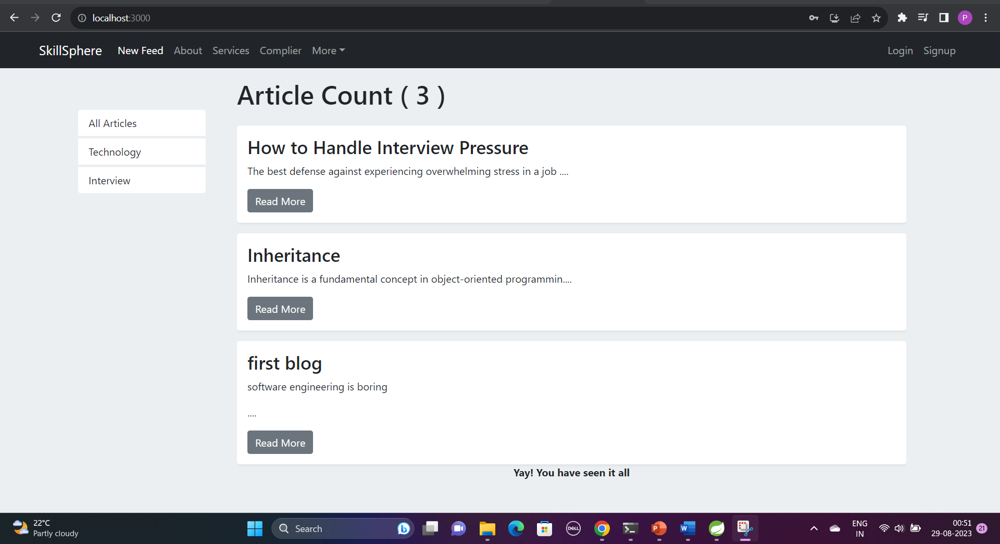 localhost:3000
P
SkillSphere New Feed About Services Complier More Login Signup
Article Count ( 3 )
All Articles
Technology
Interview
How to Handle Interview Pressure
The best defense against experiencing overwhelming stress in a job ....
Read More
Inheritance
Inheritance is a fundamental concept in object-oriented programmin....
Read More
first blog
software engineering is boring
....
Read More
Yay! You have seen it all
22°C
Partly cloudy
Search
DELL
P
W
ENG
IN
00:51
29-08-2023
21